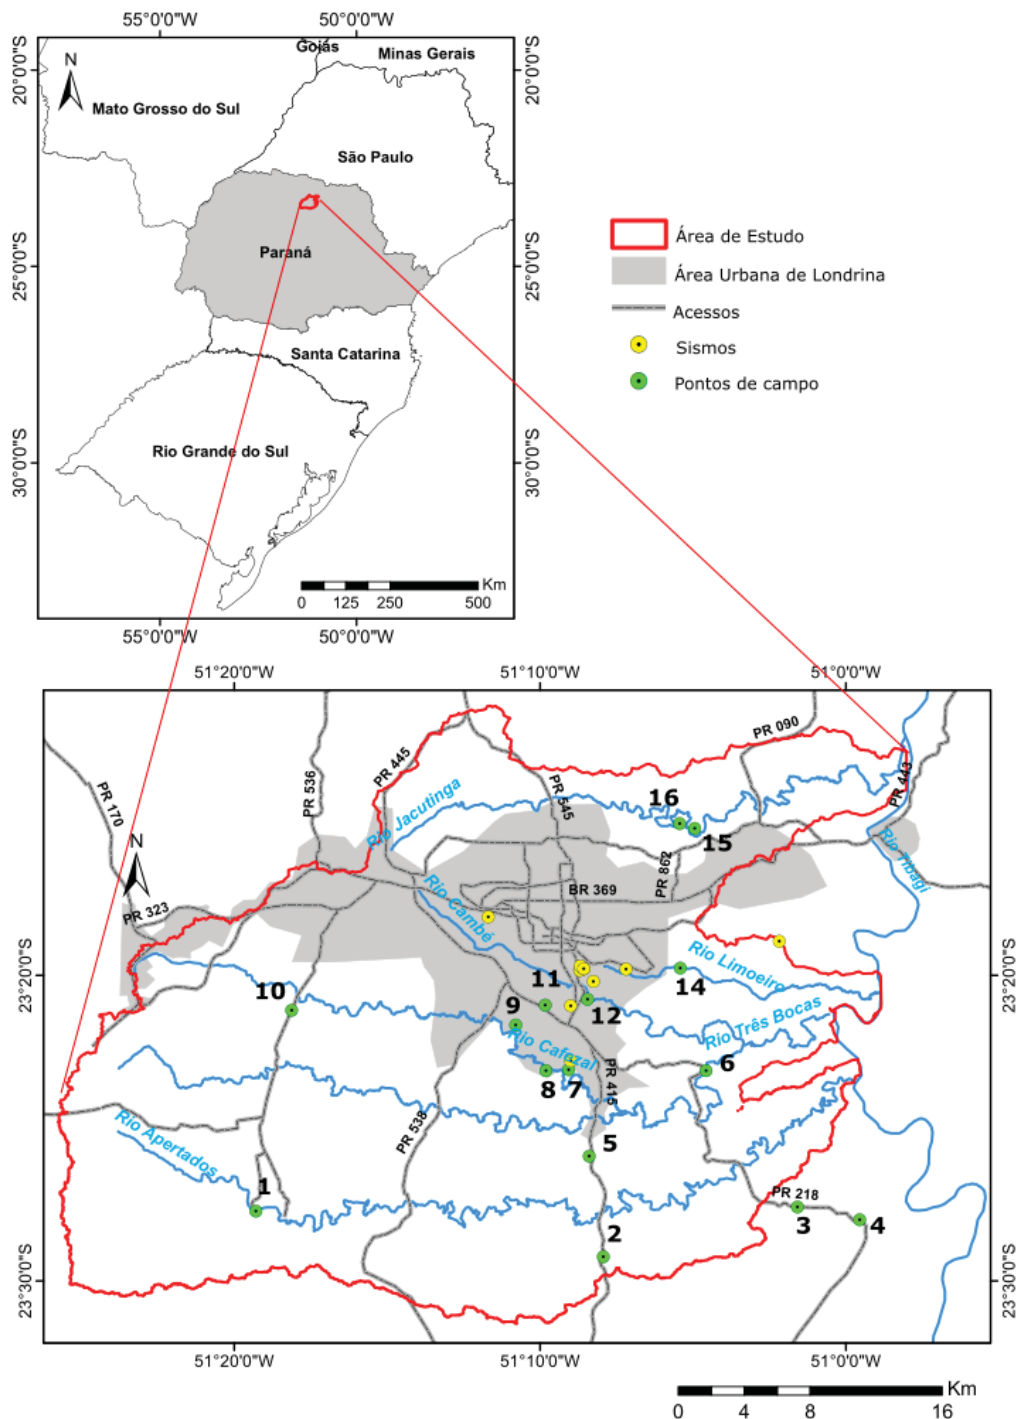 55°0'0"W
50°0'0"W
Goiás
Minas Gerais
N
20°0'0"S
20°0'0"S
Mato Grosso do Sul
São Paulo
Paraná
25°0'0"S
25°0'0"S
Santa Catarina
Rio Grande do Sul
30°0'0"S
30°0'0"S
Km
0 125 250 500
55°0'0"W
50°0'0"W
Área de Estudo
Área Urbana de Londrina
Acessos
Sismos
Pontos de campo
51°20'0"W
51°10'0"W
51°0'0"W
PR 090
PR 445
PR 536
PR 545
PR 443
PR 170
Rio Jacutinga
16
15
N
PR 862
Rio Tibagi
BR 369
Rio Cambé
PR 323
Rio Limoeiro
23°20'0"S
23°20'0"S
10
11
14
9
12
Rio Três Bocas
Rio Cafezal
6
8
7
PR 415
PR 538
Rio Apertados
5
1
PR 218
2
3
4
23°30'0"S
23°30'0"S
51°20'0"W
51°10'0"W
51°0'0"W
Km
0 4 8 16